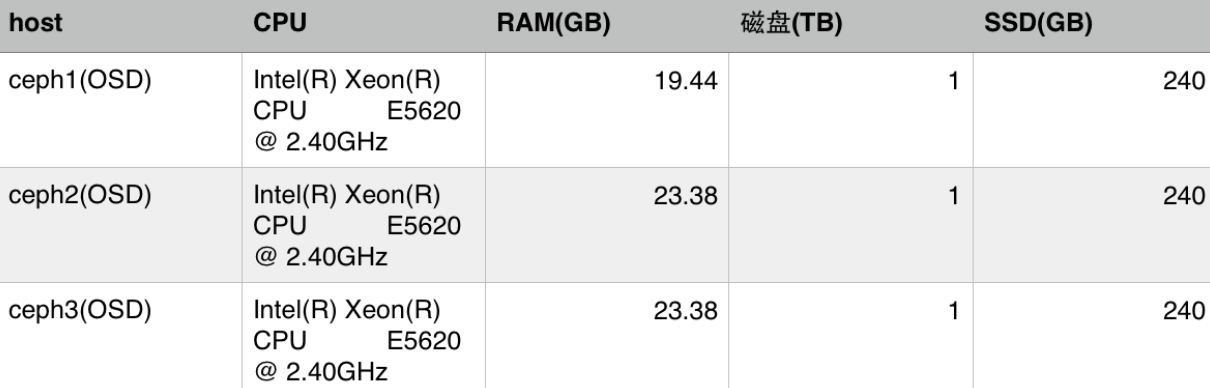 host CPU RAM(GB) 磁盘(TB) SSD(GB)
ceph1(OSD) Intel(R) Xeon(R) 19.44 1 240
CPU E5620
@ 2.40GHz
ceph2(OSD) Intel(R) Xeon(R) 23.38 1 240
CPU E5620
@ 2.40GHz
ceph3(OSD) Intel(R) Xeon(R) 23.38 1 240
CPU E5620
@ 2.40GHz